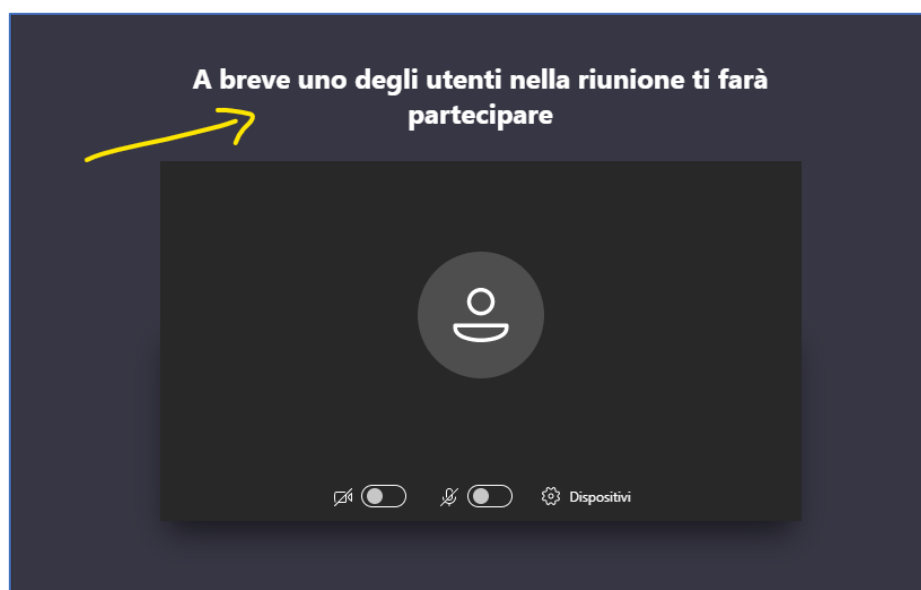 A breve uno degli utenti nella riunione ti farà
partecipare
Dispositivi